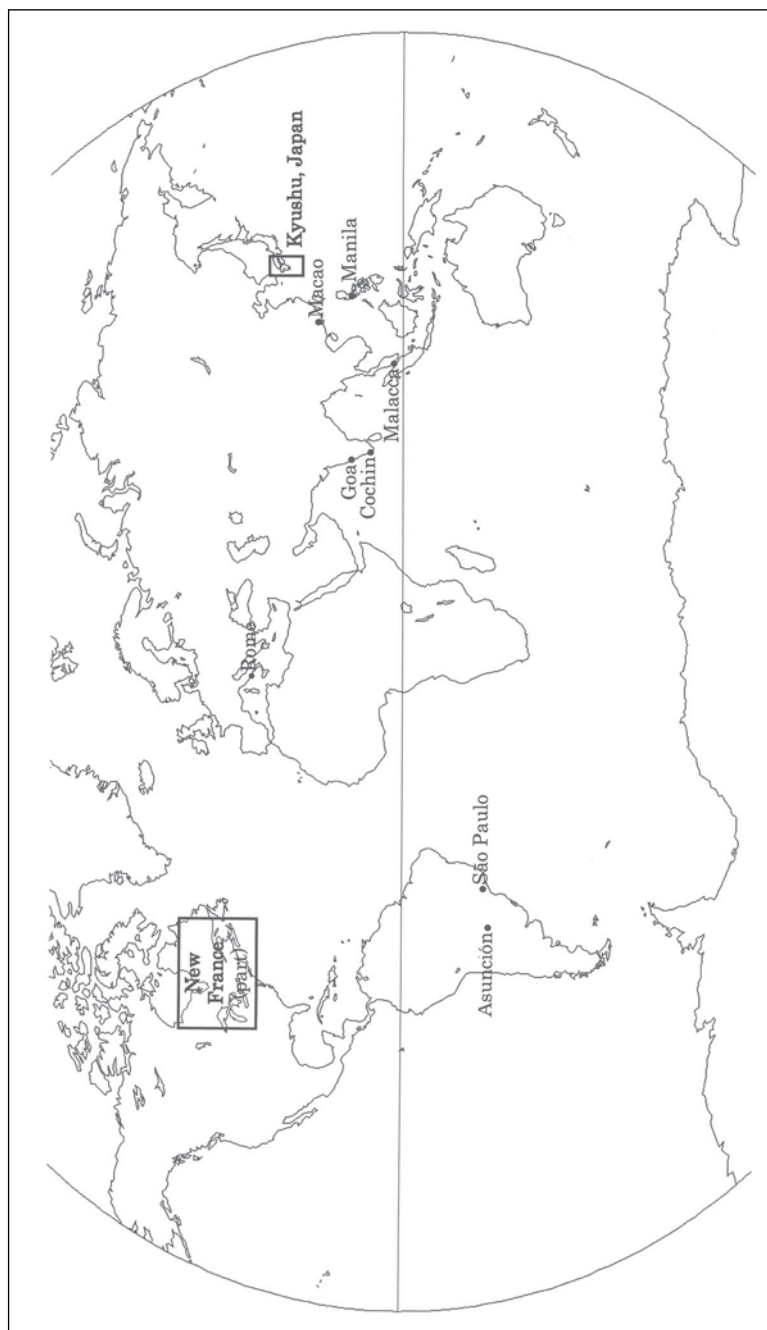 New
France
(part)
Rome
Goa
Cochin
Malacca
Macao
Manila
Kyushu, Japan
Asunción
São Paulo